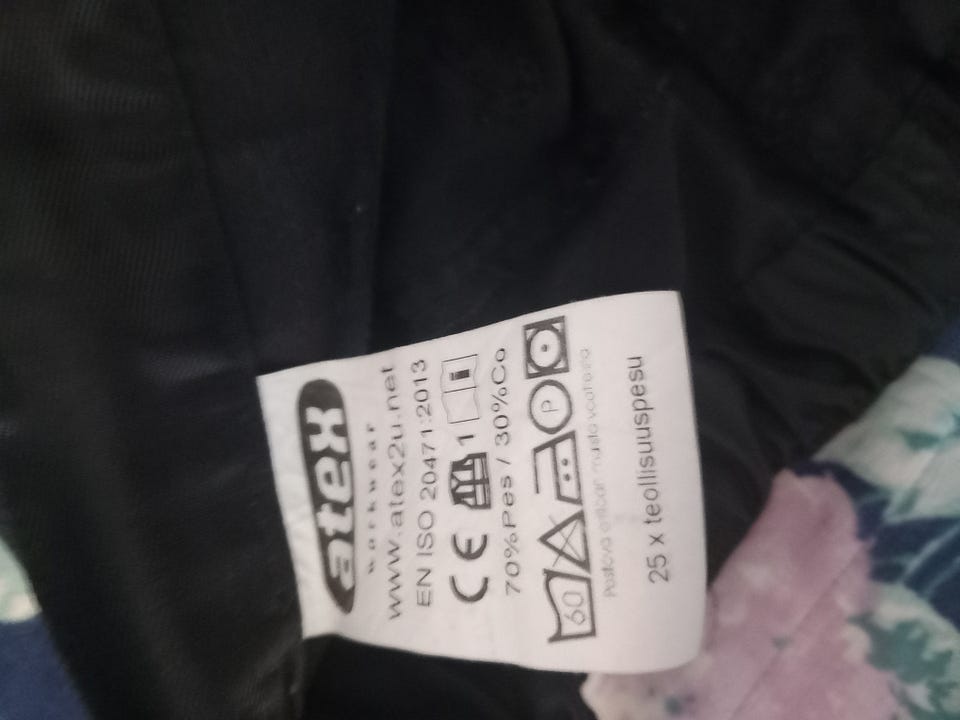 atex
workwear
www.atex2u.net
EN ISO 20471:2013
CE 1
70%Pes / 30%Co
60 P
25 x teollisuuspesu